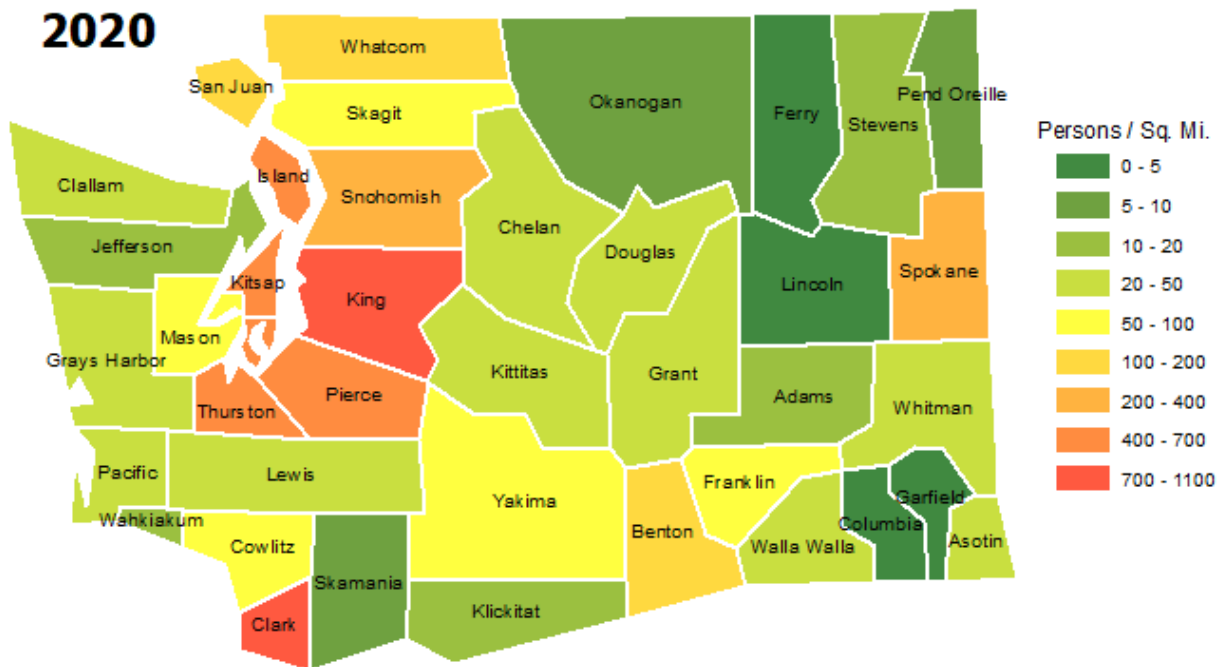 2020
Whatcom
San Juan
Skagit
Okanogan
Ferry
Stevens
Pend Oreille
Island
Clallam
Snohomish
Chelan
Jefferson
Douglas
Kitsap
King
Lincoln
Spokane
Mason
Grays Harbor
Kittitas
Grant
Pierce
Adams
Thurston
Whitman
Pacific
Lewis
Franklin
Yakima
Garfield
Wahkiakum
Columbia
Benton
Cowlitz
Walla Walla
Asotin
Skamania
Klickitat
Clark
Persons / Sq. Mi.
0 - 5
5 - 10
10 - 20
20 - 50
50 - 100
100 - 200
200 - 400
400 - 700
700 - 1100